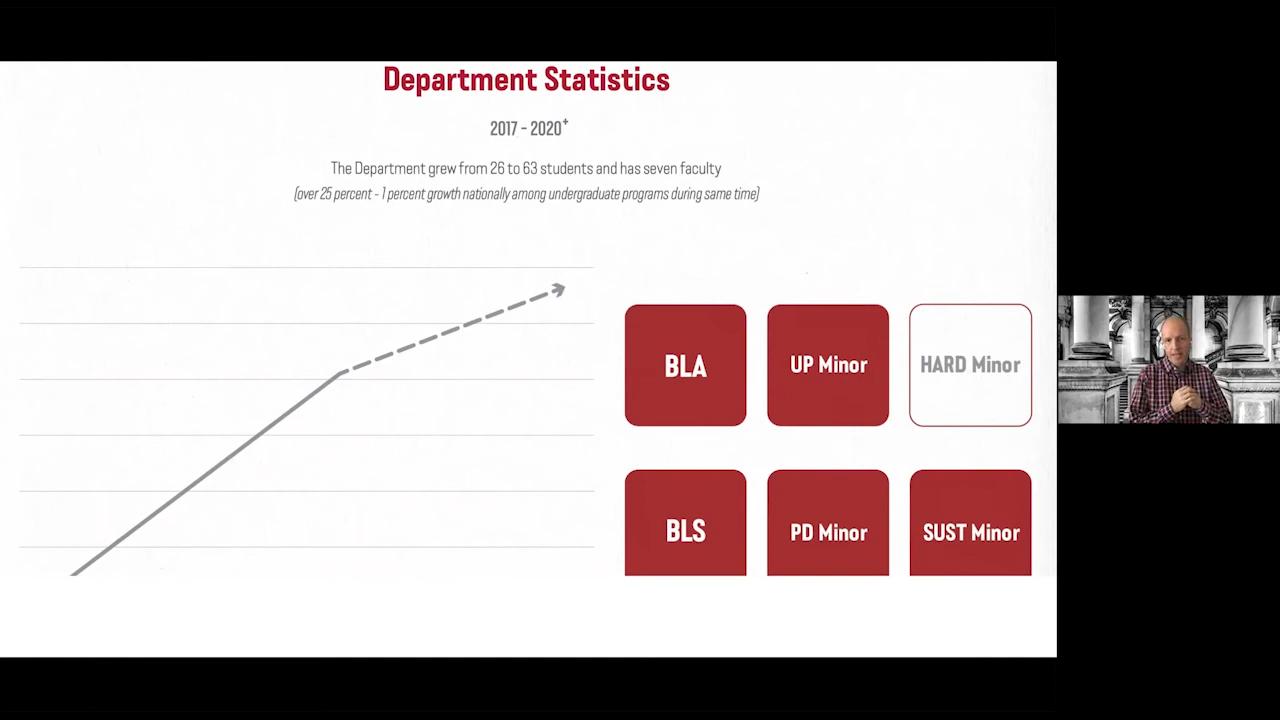 Department Statistics
2017 - 2020+
The Department grew from 26 to 63 students and has seven faculty
(over 25 percent - 1 percent growth nationally among undergraduate programs during same time)
BLA
UP Minor
HARD Minor
BLS
PD Minor
SUST Minor